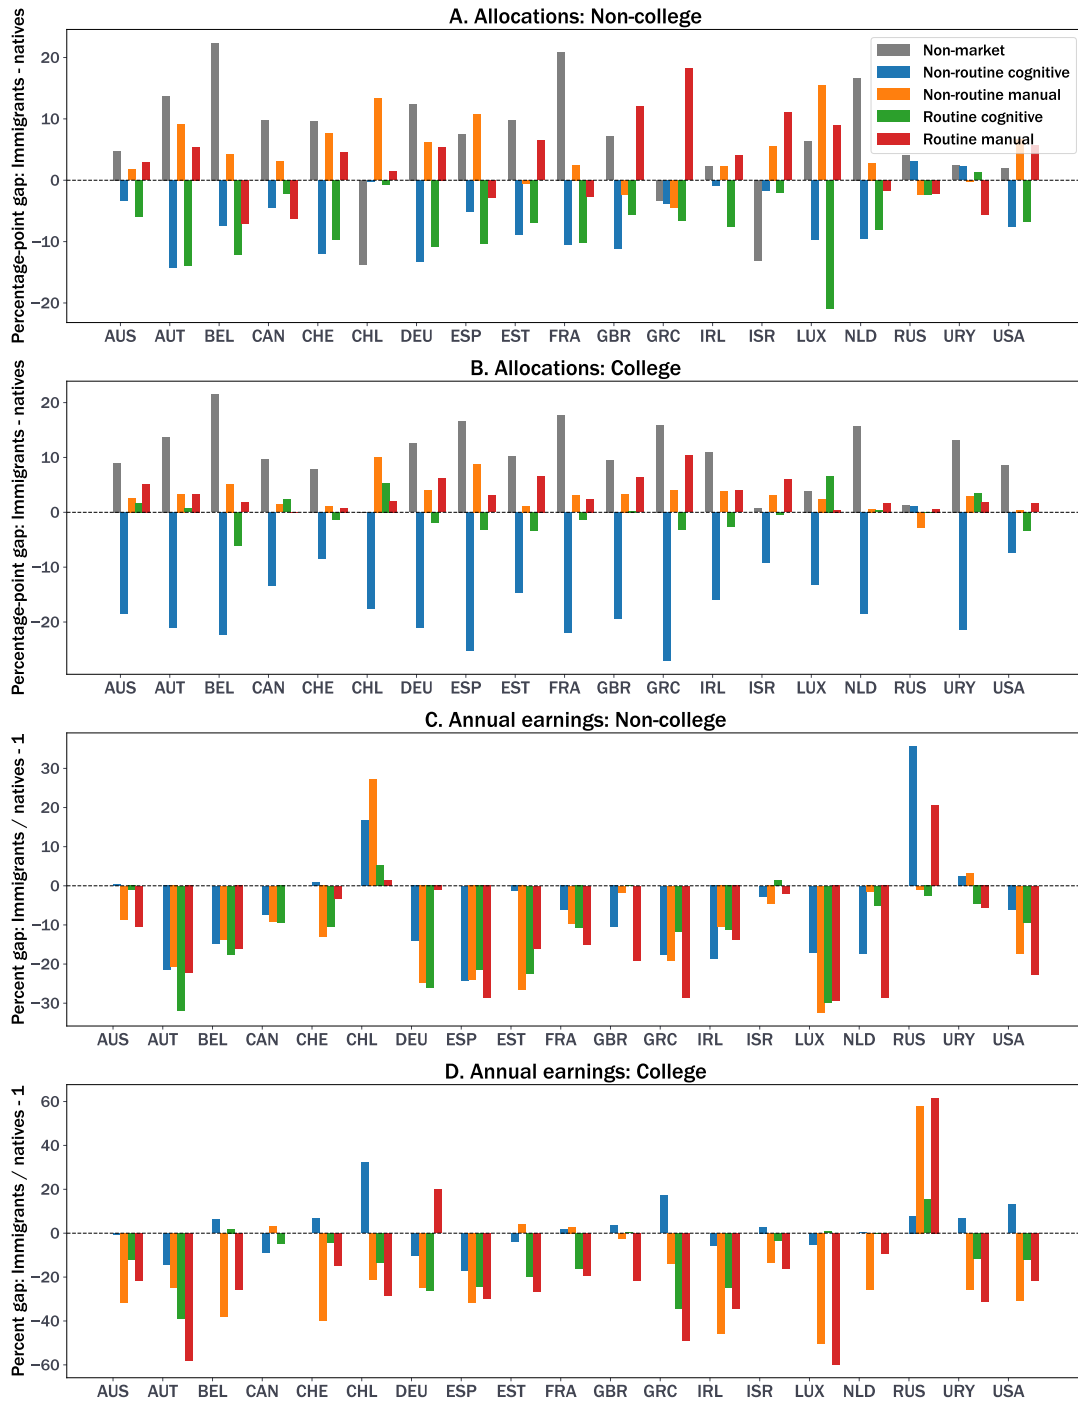 A. Allocations: Non-college
Percentage-point gap: Immigrants - natives
20
10
0
−10
−20
Non-market
Non-routine cognitive
Non-routine manual
Routine cognitive
Routine manual
AUS AUT BEL CAN CHE CHL DEU ESP EST FRA GBR GRC IRL ISR LUX NLD RUS URY USA
B. Allocations: College
Percentage-point gap: Immigrants - natives
20
10
0
−10
−20
AUS AUT BEL CAN CHE CHL DEU ESP EST FRA GBR GRC IRL ISR LUX NLD RUS URY USA
C. Annual earnings: Non-college
Percent gap: Immigrants / natives - 1
30
20
10
0
−10
−20
−30
AUS AUT BEL CAN CHE CHL DEU ESP EST FRA GBR GRC IRL ISR LUX NLD RUS URY USA
D. Annual earnings: College
Percent gap: Immigrants / natives - 1
60
40
20
0
−20
−40
−60
AUS AUT BEL CAN CHE CHL DEU ESP EST FRA GBR GRC IRL ISR LUX NLD RUS URY USA